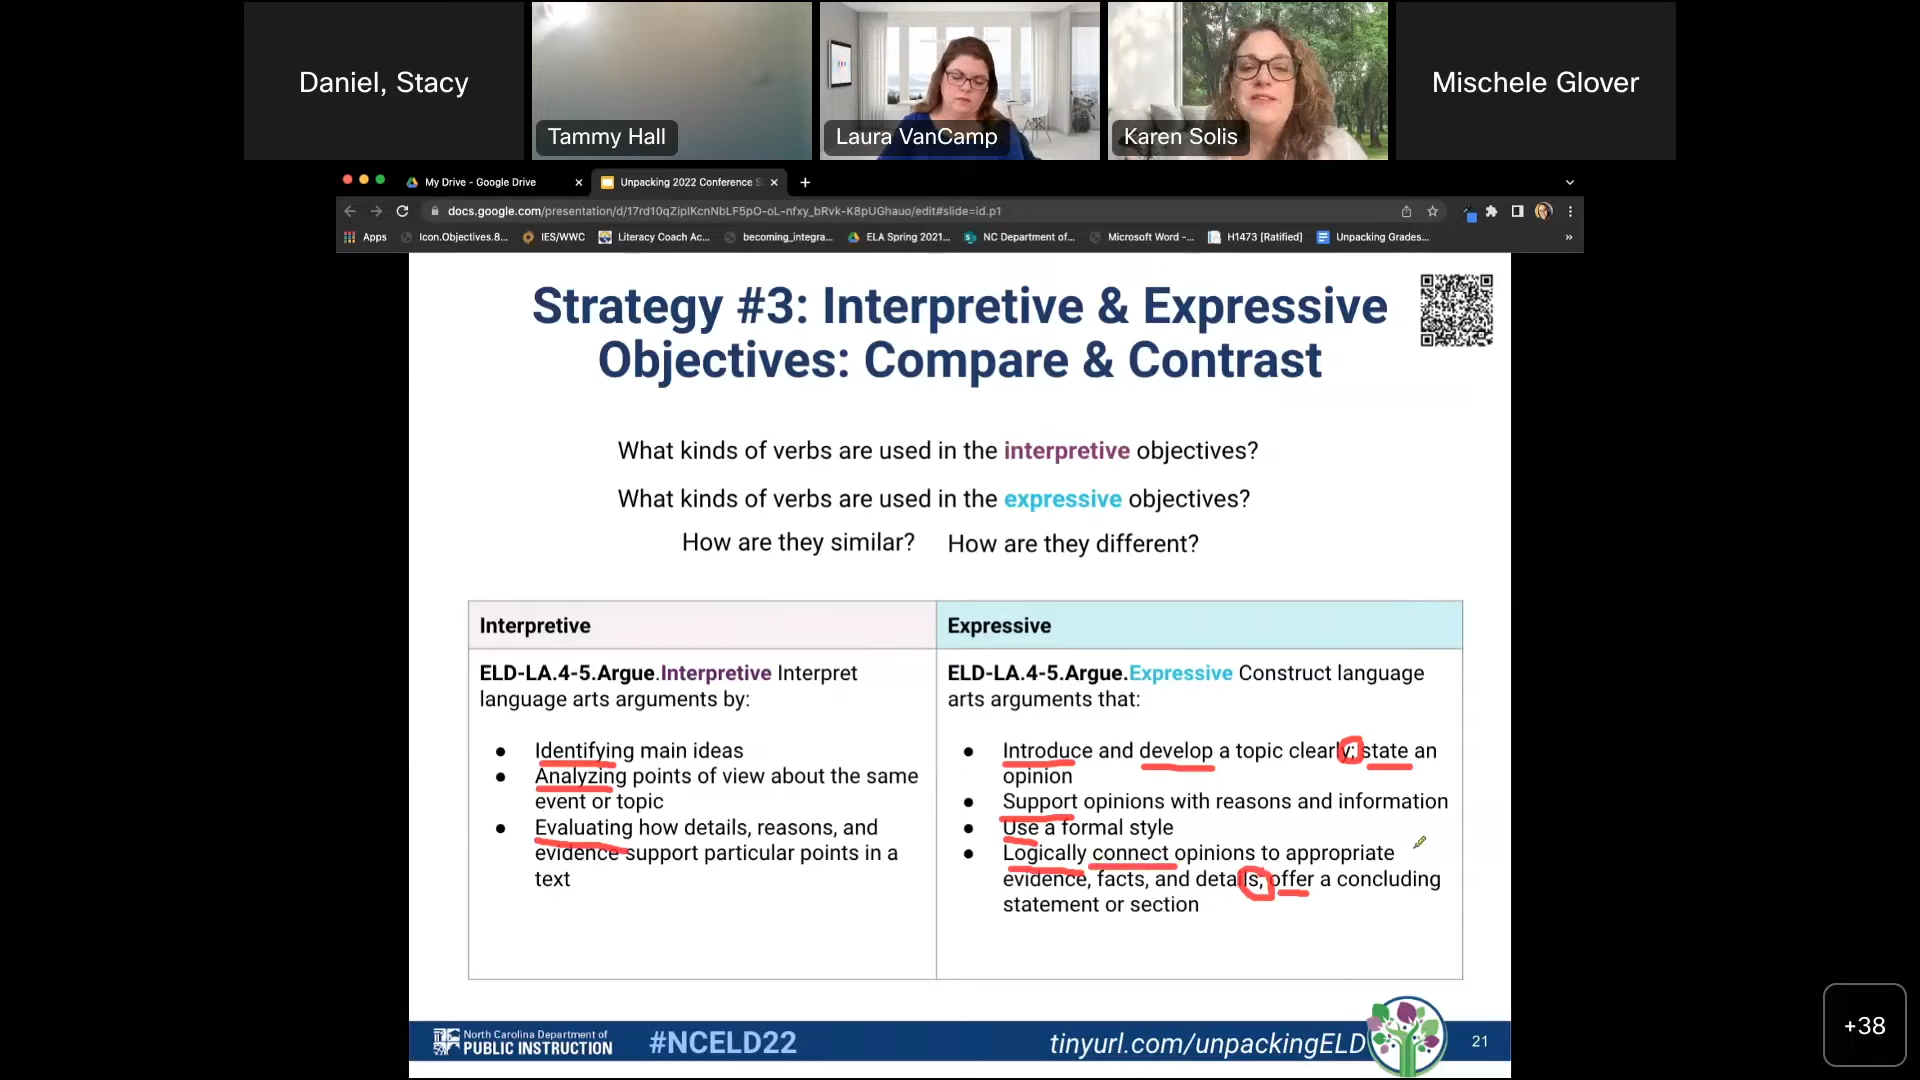 Daniel, Stacy
Tammy Hall
Laura VanCamp
Karen Solis
Mischele Glover
My Drive - Google Drive
Unpacking 2022 Conference S
docs.google.com/presentation/d/17rd10qZiplKcnNbLF5pO-oL-nfxy_bRvk-K8pUGhauo/edit#slide=id.p1
Apps
Icon.Objectives.8...
IES/WWC
Literacy Coach Ac...
becoming_integra...
ELA Spring 2021...
NC Department of...
Microsoft Word -...
H1473 [Ratified]
Unpacking Grades...
»
Strategy #3: Interpretive & Expressive
Objectives: Compare & Contrast
What kinds of verbs are used in the interpretive objectives?
What kinds of verbs are used in the expressive objectives?
How are they similar? How are they different?
Interpretive
ELD-LA.4-5.Argue.Interpretive Interpret
language arts arguments by:
● Identifying main ideas
● Analyzing points of view about the same
event or topic
● Evaluating how details, reasons, and
evidence support particular points in a
text
Expressive
ELD-LA.4-5.Argue.Expressive Construct language
arts arguments that:
● Introduce and develop a topic clearly; state an
opinion
● Support opinions with reasons and information
● Use a formal style
● Logically connect opinions to appropriate
evidence, facts, and details; offer a concluding
statement or section
North Carolina Department of
PUBLIC INSTRUCTION
#NCELD22
tinyurl.com/unpackingELD
21
+38